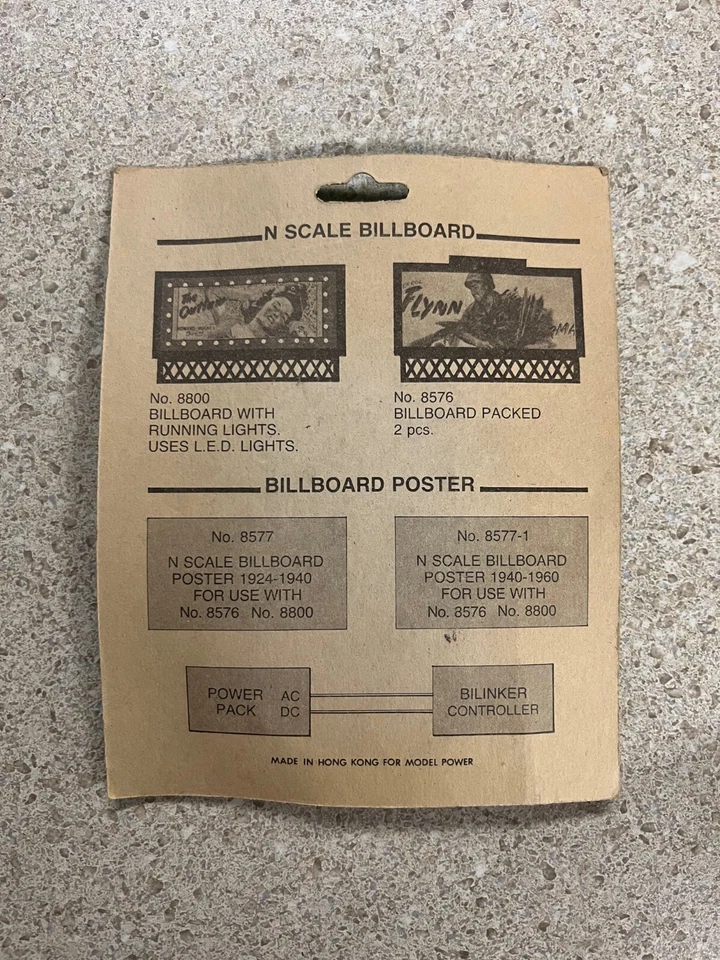 N SCALE BILLBOARD
The
Outlaw
FLYNN
No. 8800
BILLBOARD WITH
RUNNING LIGHTS.
USES L.E.D. LIGHTS.
No. 8576
BILLBOARD PACKED
2 pcs.
BILLBOARD POSTER
No. 8577
N SCALE BILLBOARD
POSTER 1924-1940
FOR USE WITH
No. 8576 No. 8800
No. 8577-1
N SCALE BILLBOARD
POSTER 1940-1960
FOR USE WITH
No. 8576 No. 8800
POWER AC
PACK DC
BILINKER
CONTROLLER
MADE IN HONG KONG FOR MODEL POWER